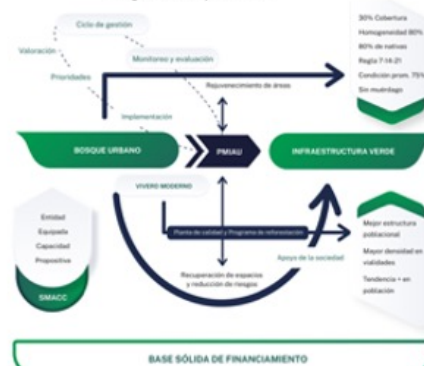 Ciclo de gestión
Valoración
Prioridades
Monitoreo y evaluación
Implementación
Rejuvenecimiento de áreas
30% Cobertura
Homogeneidad 80%
80% de nativas
Regla 7-14-21
Condición prom. 75%
Sin muérdago
BOSQUE URBANO
PMIAU
INFRAESTRUCTURA VERDE
VIVERO MODERNO
Planta de calidad y Programa de reforestación
Apoyo de la sociedad
Recuperación de espacios
y reducción de riesgos
Entidad
Equipada
Capacidad
Propositiva
SMACC
Mejor estructura
poblacional
Mayor densidad en
vialidades
Tendencia + en
población
BASE SÓLIDA DE FINANCIAMIENTO